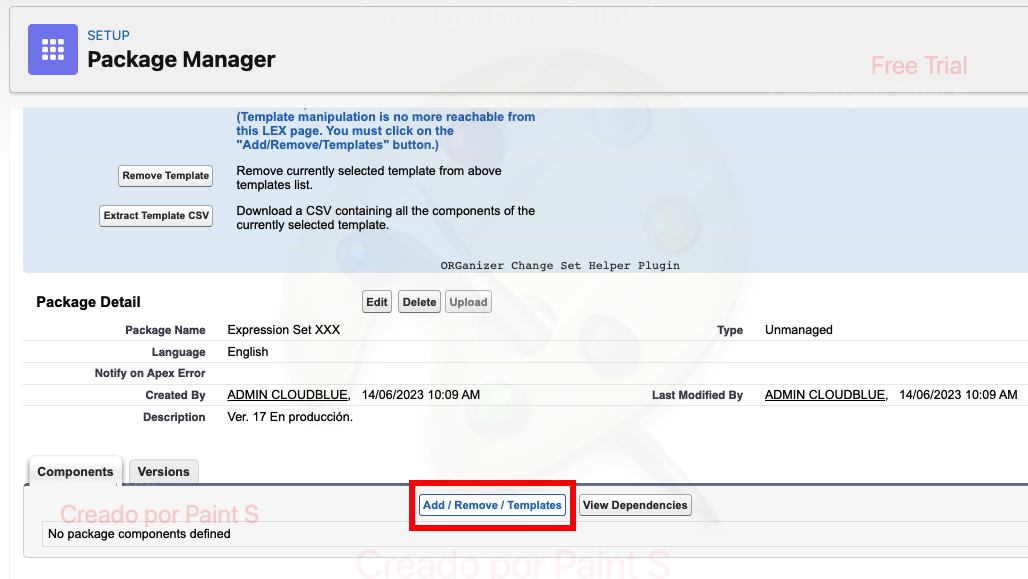 Creado por Paint S
SETUP
Package Manager
Free Trial
(Template manipulation is no more reachable from
this LEX page. You must click on the
"Add/Remove/Templates" button.)
Remove Template
Remove currently selected template from above
templates list.
Extract Template CSV
Download a CSV containing all the components of the
currently selected template.
ORGanizer Change Set Helper Plugin
Package Detail
Edit Delete Upload
Package Name Expression Set XXX Type Unmanaged
Language English
Notify on Apex Error
Created By ADMIN CLOUDBLUE, 14/06/2023 10:09 AM Last Modified By ADMIN CLOUDBLUE, 14/06/2023 10:09 AM
Description Ver. 17 En producción.
Components Versions
Add / Remove / Templates View Dependencies
Creado por Paint S
No package components defined
Creado por Paint S